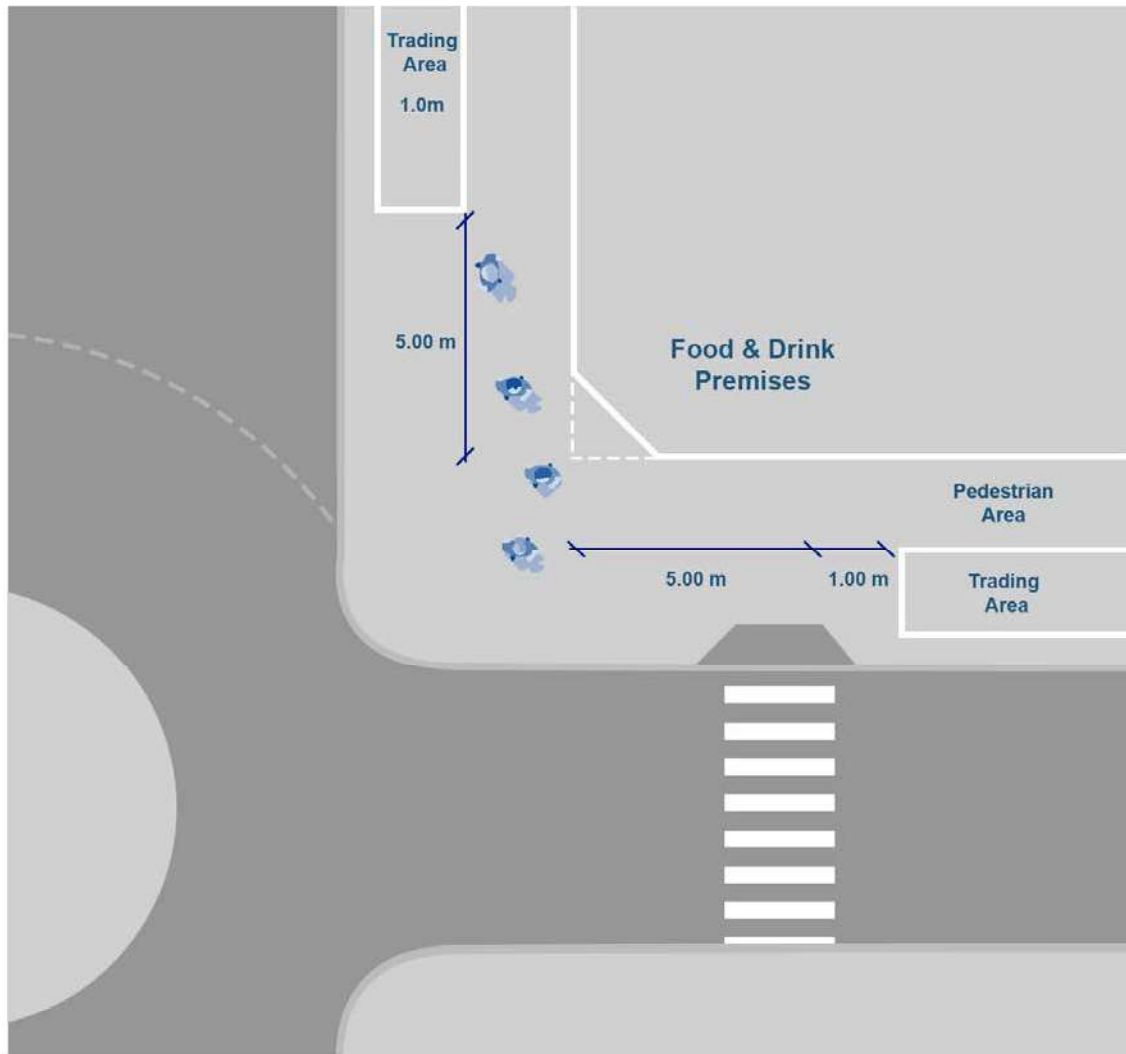 Trading
Area
1.0m
5.00 m
Food & Drink
Premises
Pedestrian
Area
5.00 m
1.00 m
Trading
Area